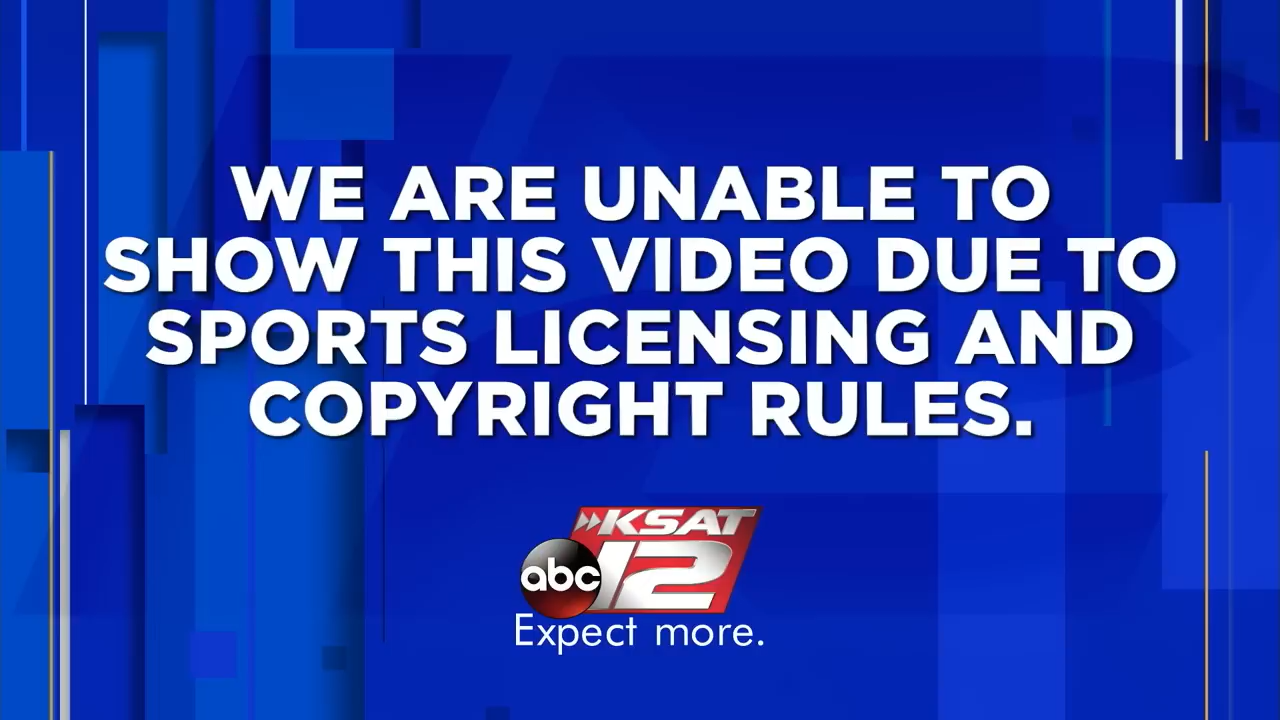 WE ARE UNABLE TO
SHOW THIS VIDEO DUE TO
SPORTS LICENSING AND
COPYRIGHT RULES.
KSAT
abc 12
Expect more.